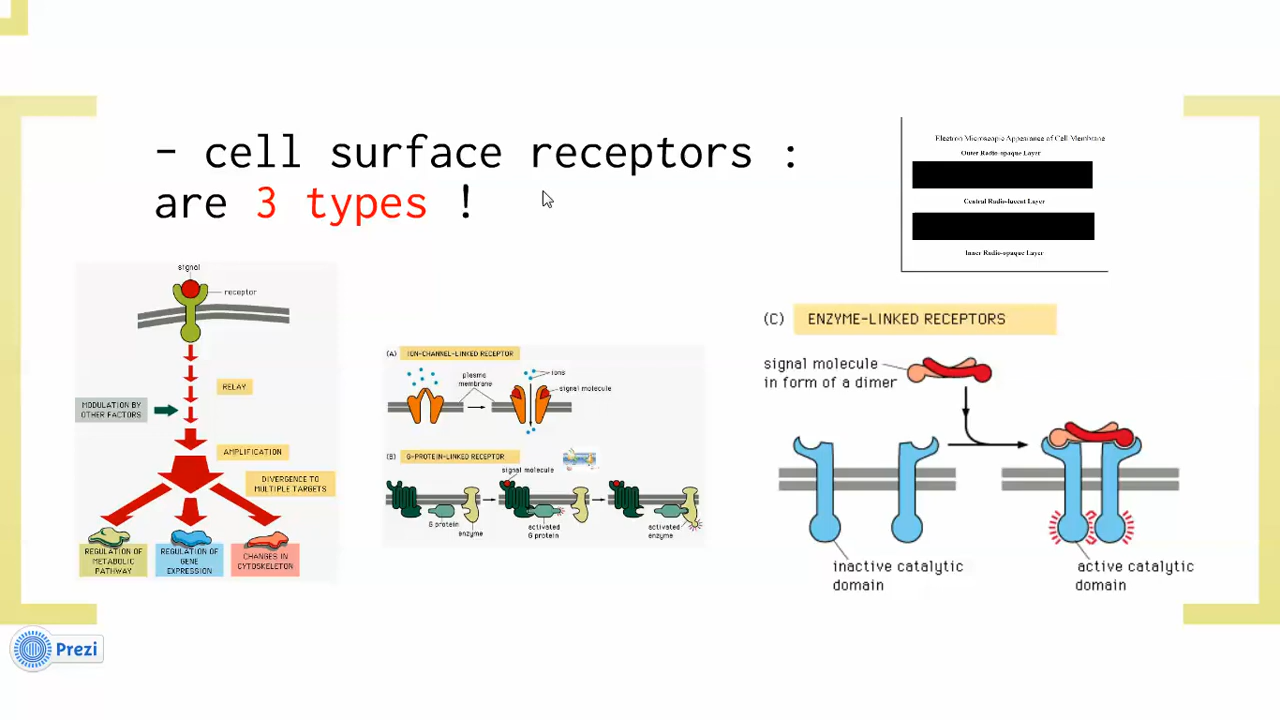 - cell surface receptors :
are 3 types !
Electron Microscopic Appearance of Cell Membrane
Outer Radio-opaque Layer
Central Radio-lucent Layer
Inner Radio-opaque Layer
signal
receptor
RELAY
MODULATION BY
OTHER FACTORS
AMPLIFICATION
DIVERGENCE TO
MULTIPLE TARGETS
REGULATION OF
METABOLIC
PATHWAY
REGULATION OF
GENE
EXPRESSION
CHANGES IN
CYTOSKELETON
(A) ION-CHANNEL-LINKED RECEPTOR
plasma
membrane
ions
signal molecule
(B) G-PROTEIN-LINKED RECEPTOR
signal molecule
G protein
enzyme
activated
G protein
activated
enzyme
(C) ENZYME-LINKED RECEPTORS
signal molecule
in form of a dimer
inactive catalytic
domain
active catalytic
domain
Prezi